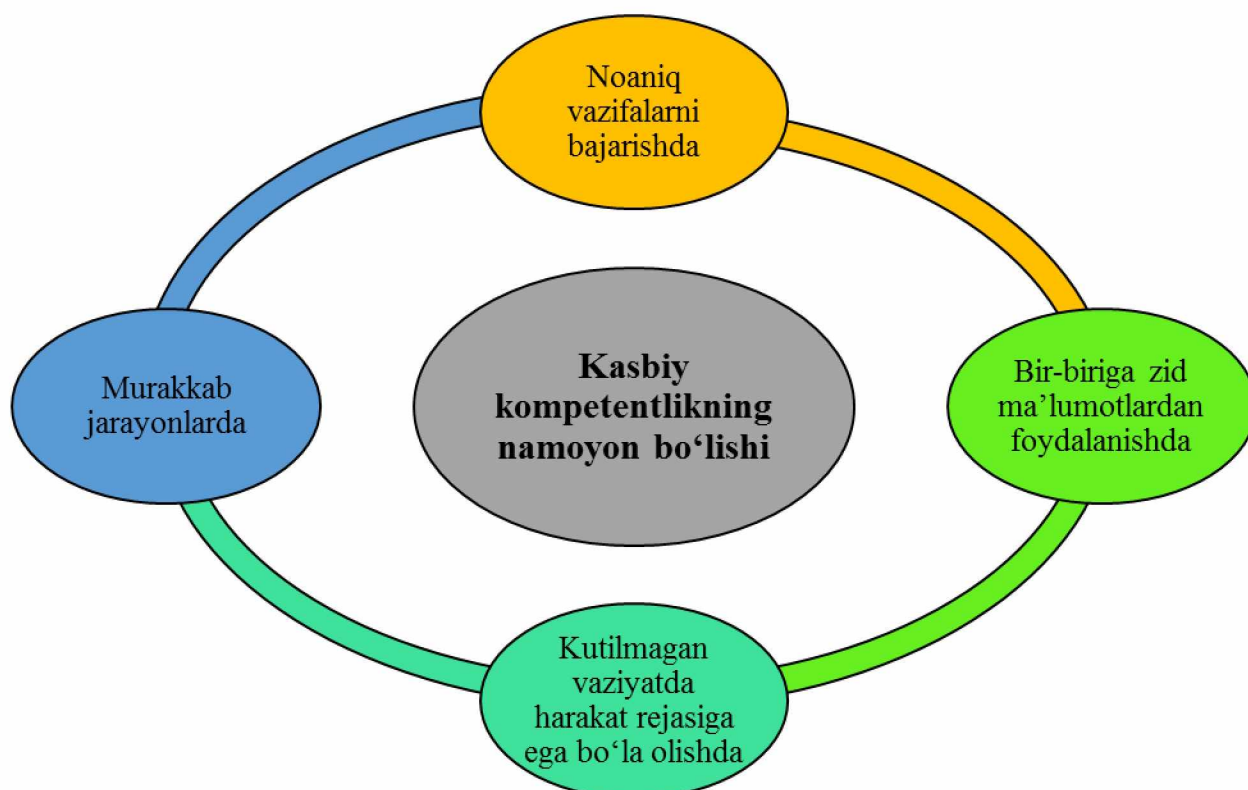 Noaniq
vazifalarni
bajarishda
Murakkab
jarayonlarda
Kasbiy
kompetentlikning
namoyon bo‘lishi
Bir-biriga zid
ma’lumotlardan
foydalanishda
Kutilmagan
vaziyatda
harakat rejasiga
ega bo‘la olishda